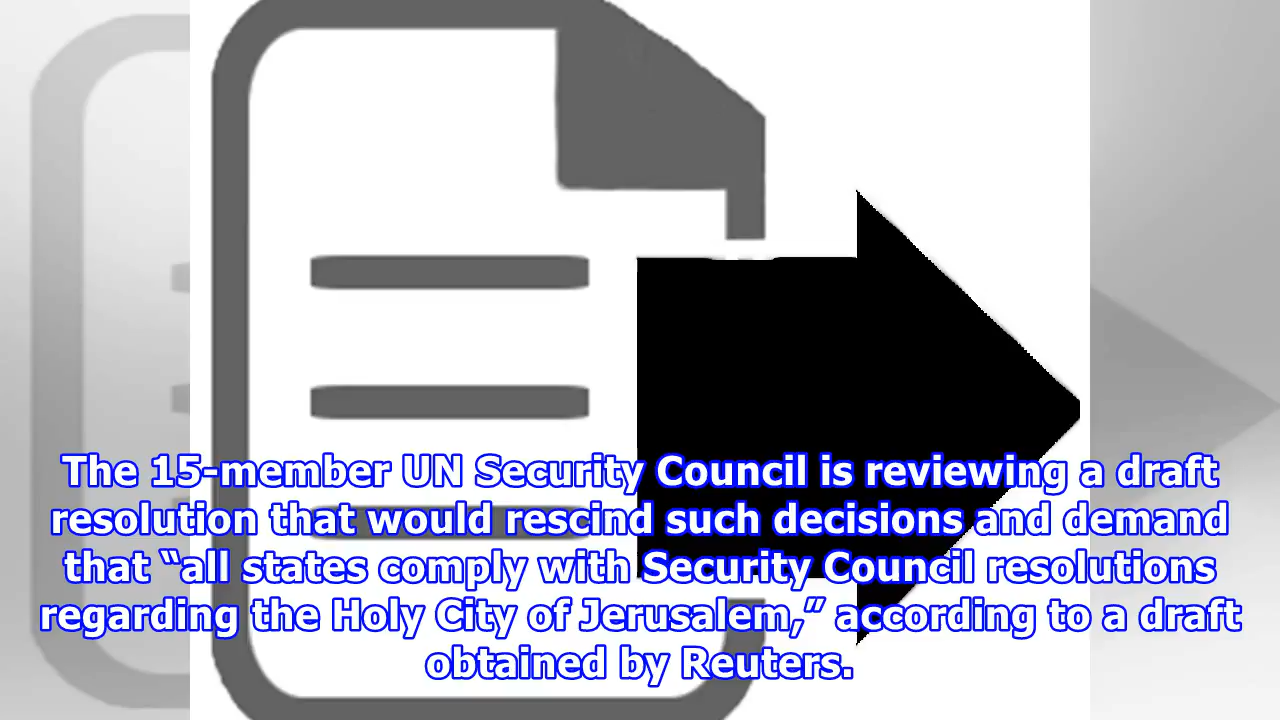 The 15-member UN Security Council is reviewing a draft
resolution that would rescind such decisions and demand
that “all states comply with Security Council resolutions
regarding the Holy City of Jerusalem,” according to a draft
obtained by Reuters.